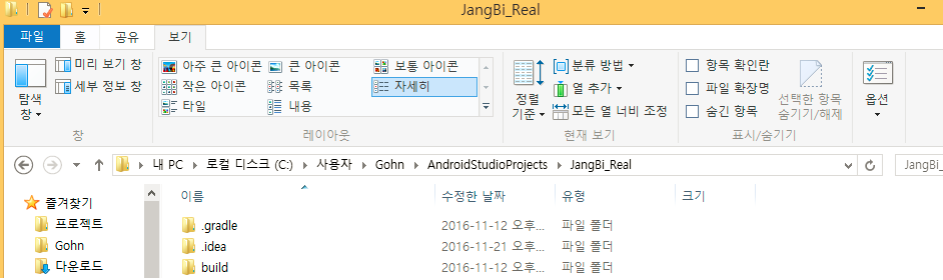 JangBi_Real
파일 홈 공유 보기
미리 보기 창
세부 정보 창
탐색
창
창
아주 큰 아이콘 큰 아이콘 보통 아이콘
작은 아이콘 목록 자세히
타일 내용
레이아웃
정렬
기준
분류 방법
열 추가
모든 열 너비 조정
현재 보기
항목 확인란
파일 확장명
숨긴 항목
선택한 항목
숨기기/해제
표시/숨기기
옵션
내 PC 로컬 디스크 (C:) 사용자 Gohn AndroidStudioProjects JangBi_Real
JangBi_
즐겨찾기
프로젝트
Gohn
다운로드
이름 수정한 날짜 유형 크기
.gradle 2016-11-12 오후... 파일 폴더
.idea 2016-11-21 오후... 파일 폴더
build 2016-11-12 오후... 파일 폴더